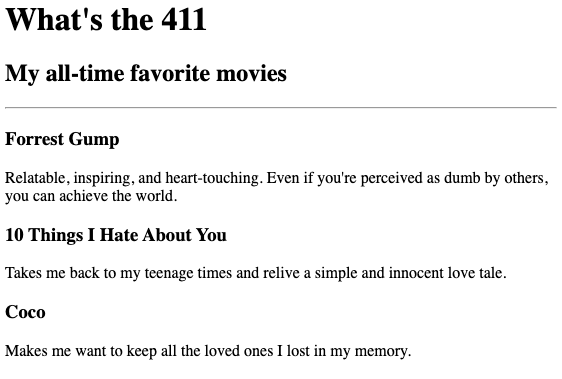 What's the 411
My all-time favorite movies
Forrest Gump
Relatable, inspiring, and heart-touching. Even if you're perceived as dumb by others,
you can achieve the world.
10 Things I Hate About You
Takes me back to my teenage times and relive a simple and innocent love tale.
Coco
Makes me want to keep all the loved ones I lost in my memory.